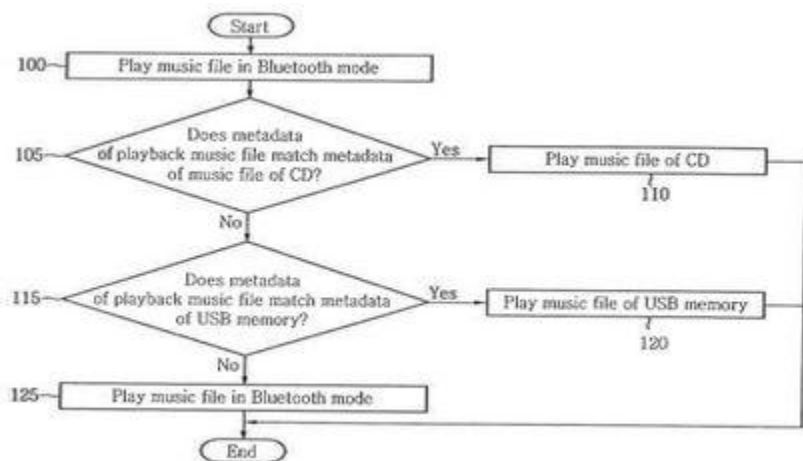 Start
100
Play music file in Bluetooth mode
Does metadata
105
of playback music file match metadata
of music file of CD?
Yes
Play music file of CD
110
No
Does metadata
115
of playback music file match metadata
of USB memory?
Yes
Play music file of USB memory
120
No
125
Play music file in Bluetooth mode
End